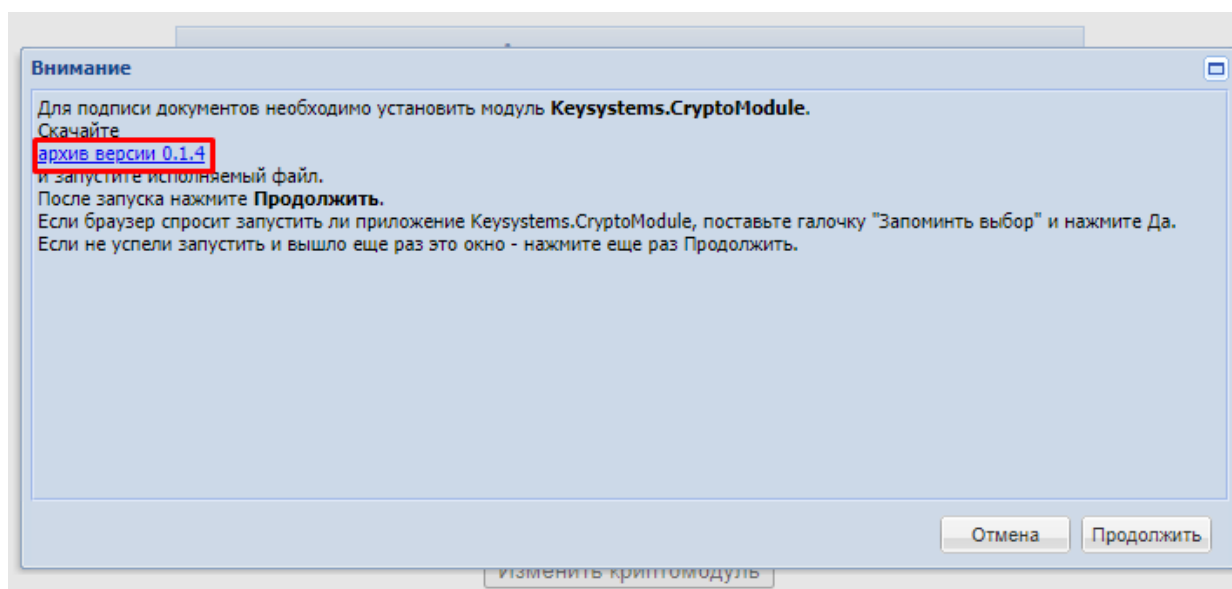 Внимание
Для подписи документов необходимо установить модуль Keysystems.CryptoModule.
Скачайте
архив версии 0.1.4
и запустите исполняемый файл.
После запуска нажмите Продолжить.
Если браузер спросит запустить ли приложение Keysystems.CryptoModule, поставьте галочку "Запоминть выбор" и нажмите Да.
Если не успели запустить и вышло еще раз это окно - нажмите еще раз Продолжить.
Отмена Продолжить
Изменить криптомодуль